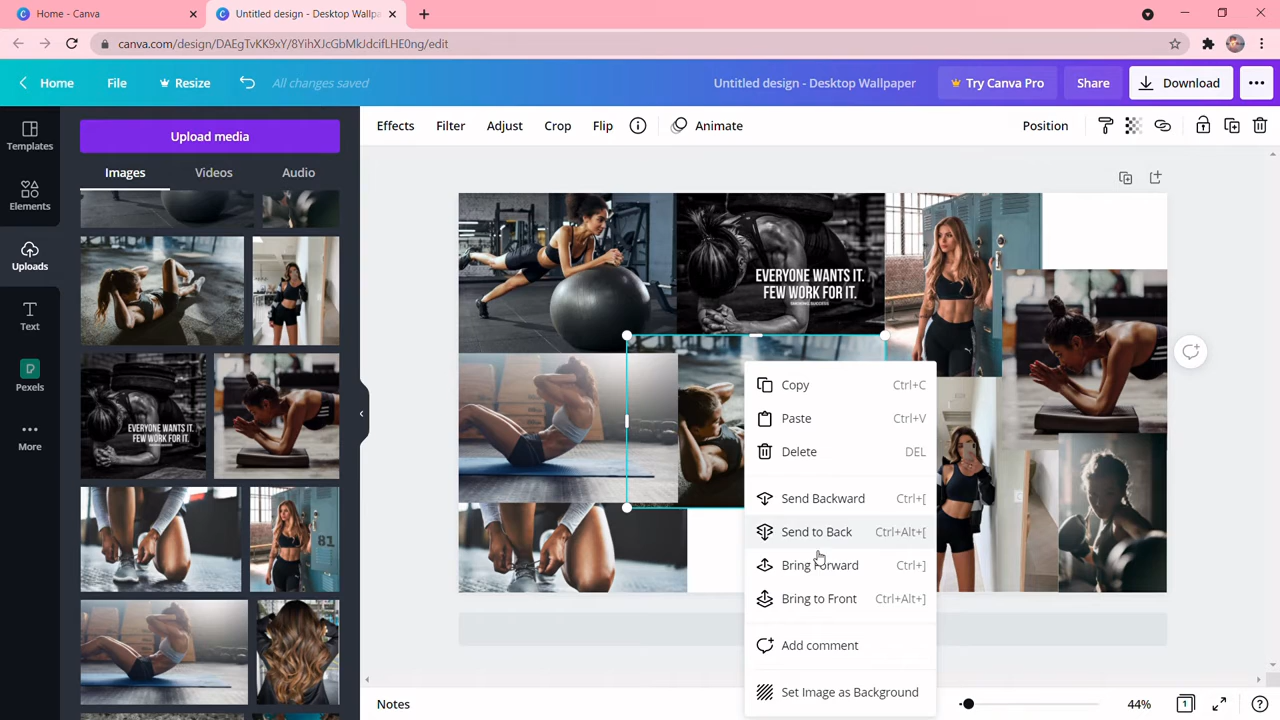 Home - Canva
Untitled design - Desktop Wallpa
canva.com/design/DAEgTvKK9xY/8YihXJcGbMkJdcifLHE0ng/edit
Home
File
Resize
All changes saved
Untitled design - Desktop Wallpaper
Try Canva Pro
Share
Download
Templates
Elements
Uploads
Text
Pexels
More
Upload media
Images
Videos
Audio
EVERYONE WANTS IT.
FEW WORK FOR IT.
81
Effects
Filter
Adjust
Crop
Flip
Animate
Position
EVERYONE WANTS IT.
FEW WORK FOR IT.
Copy Ctrl+C
Paste Ctrl+V
Delete DEL
Send Backward Ctrl+[
Send to Back Ctrl+Alt+[
Bring Forward Ctrl+]
Bring to Front Ctrl+Alt+]
Add comment
Set Image as Background
Notes
44%
1